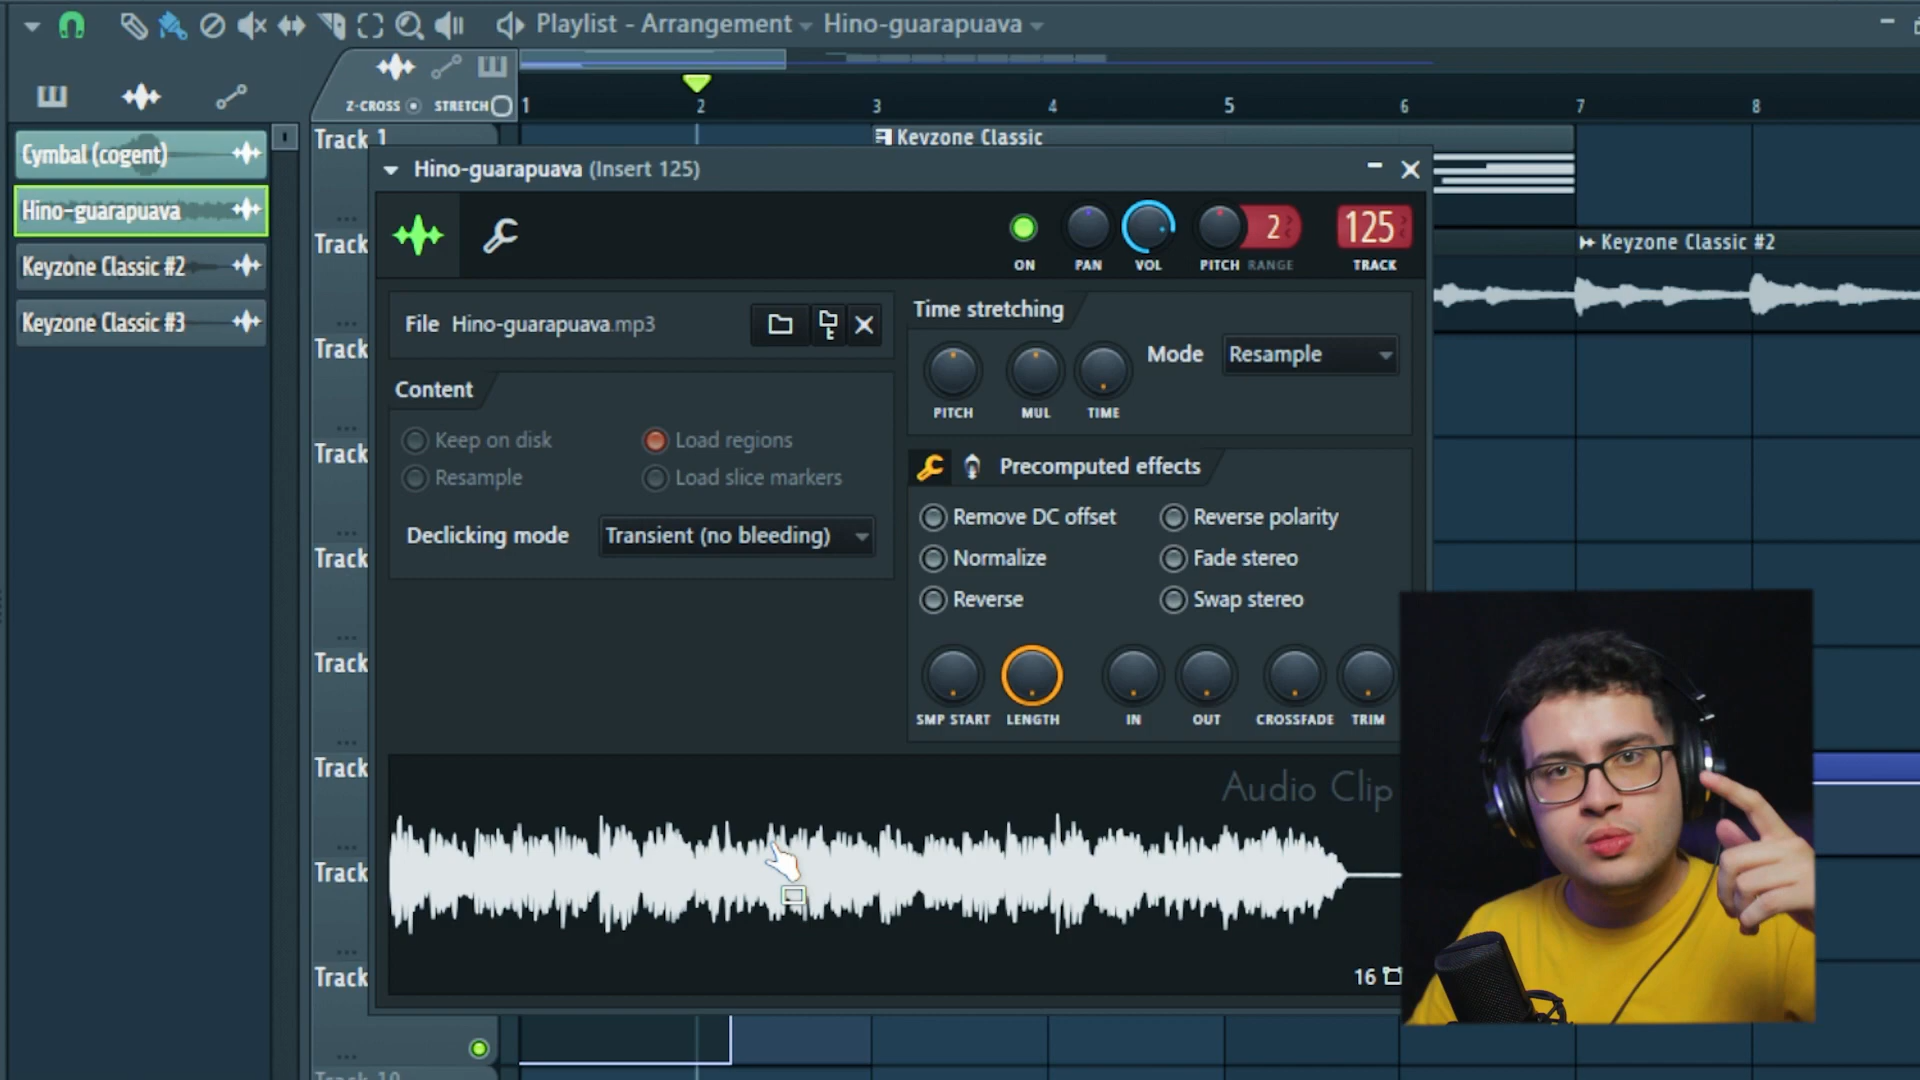 Playlist - Arrangement Hino-guarapuava
Z-CROSS STRETCH 1 2 3 4 5 6 7 8
Cymbal (cogent)
Hino-guarapuava
Keyzone Classic #2
Keyzone Classic #3
Track 1
Keyzone Classic
Track
Keyzone Classic #2
Track
Track
Track
Track
Track
Track
Track
Track 10
Hino-guarapuava (Insert 125)
ON PAN VOL PITCH RANGE 2 125 TRACK
File Hino-guarapuava.mp3
Content
Keep on disk Load regions
Resample Load slice markers
Declicking mode Transient (no bleeding)
Time stretching
PITCH MUL TIME Mode Resample
Precomputed effects
Remove DC offset Reverse polarity
Normalize Fade stereo
Reverse Swap stereo
SMP START LENGTH IN OUT CROSSFADE TRIM
Audio Clip
16